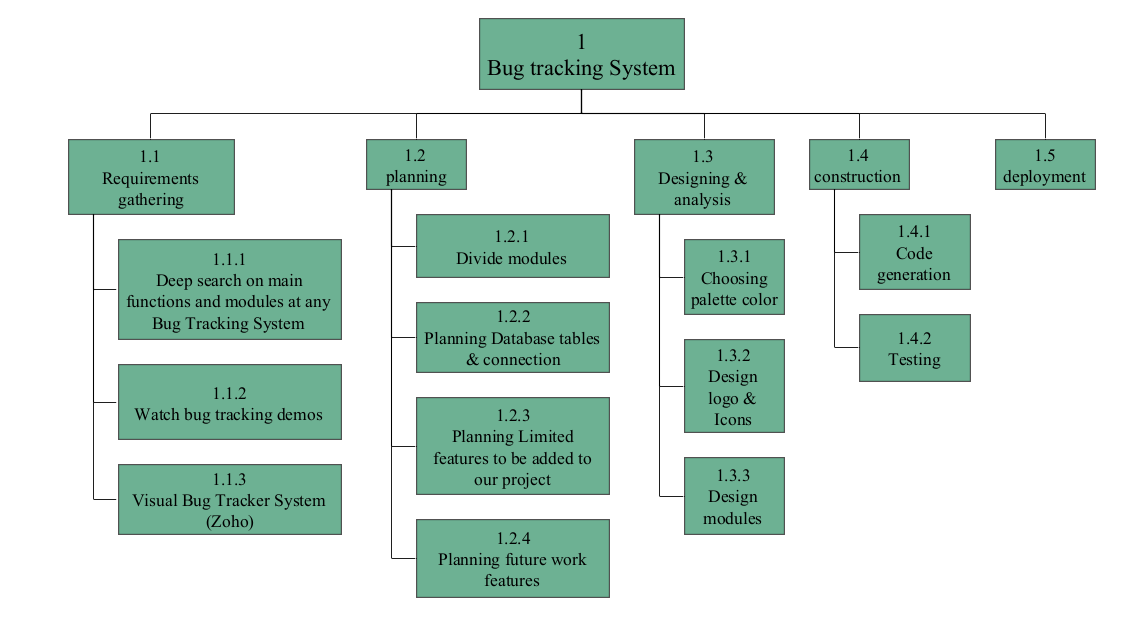 1
Bug tracking System
1.1
Requirements
gathering
1.1.1
Deep search on main
functions and modules at any
Bug Tracking System
1.1.2
Watch bug tracking demos
1.1.3
Visual Bug Tracker System
(Zoho)
1.2
planning
1.2.1
Divide modules
1.2.2
Planning Database tables
& connection
1.2.3
Planning Limited
features to be added to
our project
1.2.4
Planning future work
features
1.3
Designing &
analysis
1.3.1
Choosing
palette color
1.3.2
Design
logo &
Icons
1.3.3
Design
modules
1.4
construction
1.4.1
Code
generation
1.4.2
Testing
1.5
deployment